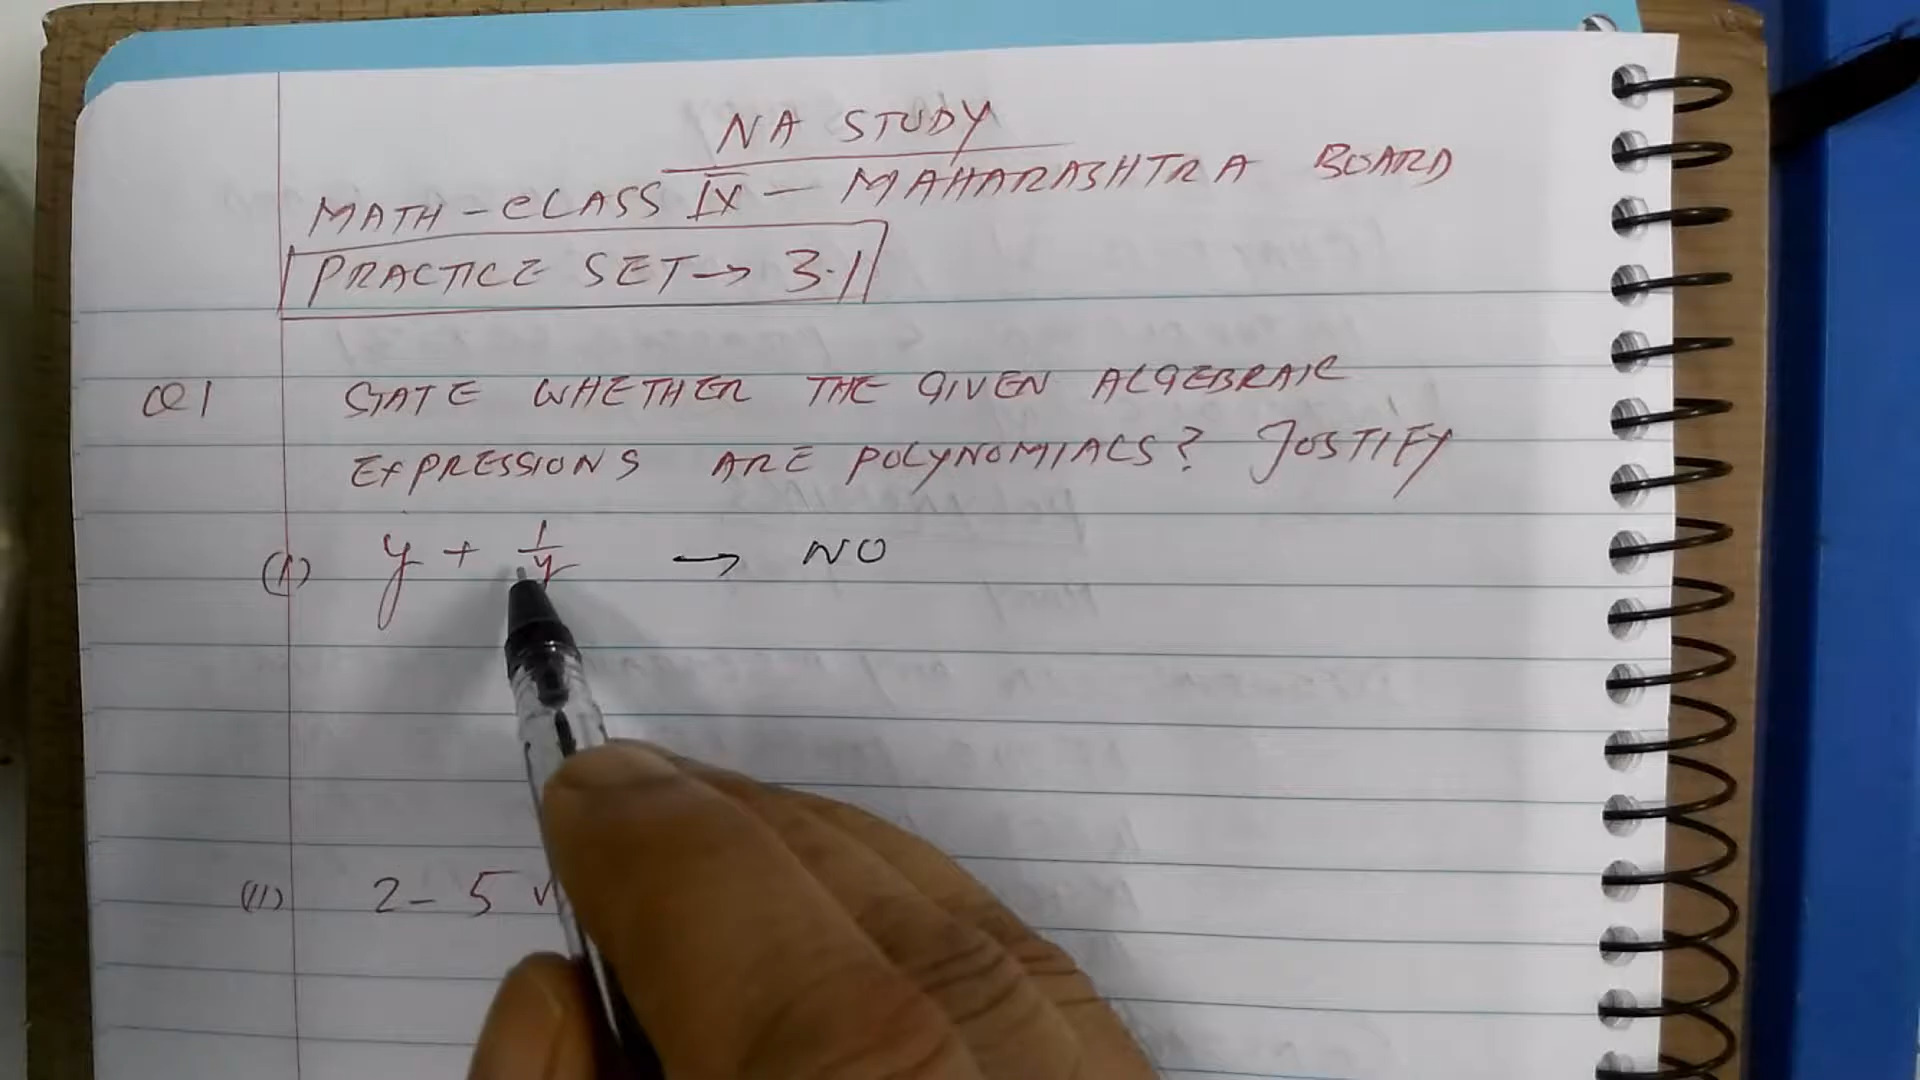 NA STUDY
MATH - CLASS IX - MAHARASHTRA BOARD
PRACTICE SET → 3.1
Q1 STATE WHETHER THE GIVEN ALGEBRAIC
EXPRESSIONS ARE POLYNOMIALS? JUSTIFY
(I) y + 1/y → NO
(II) 2 - 5 √